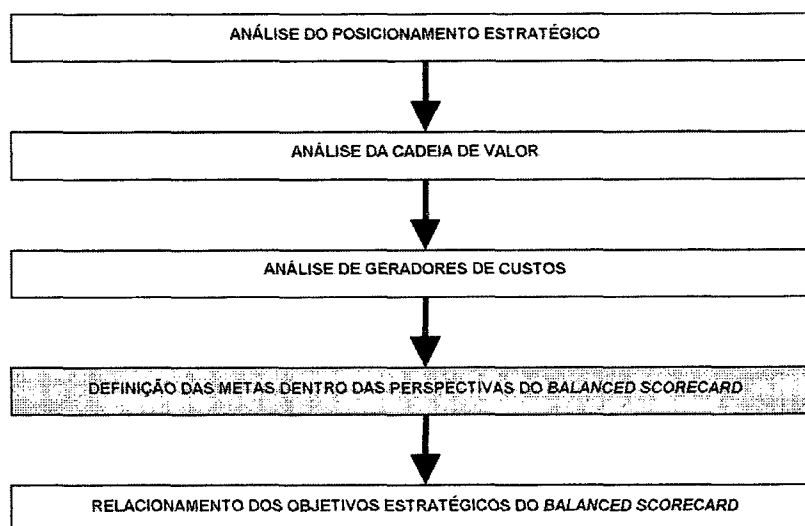 ANÁLISE DO POSICIONAMENTO ESTRATÉGICO
ANÁLISE DA CADEIA DE VALOR
ANÁLISE DE GERADORES DE CUSTOS
DEFINIÇÃO DAS METAS DENTRO DAS PERSPECTIVAS DO BALANCED SCORECARD
RELACIONAMENTO DOS OBJETIVOS ESTRATÉGICOS DO BALANCED SCORECARD